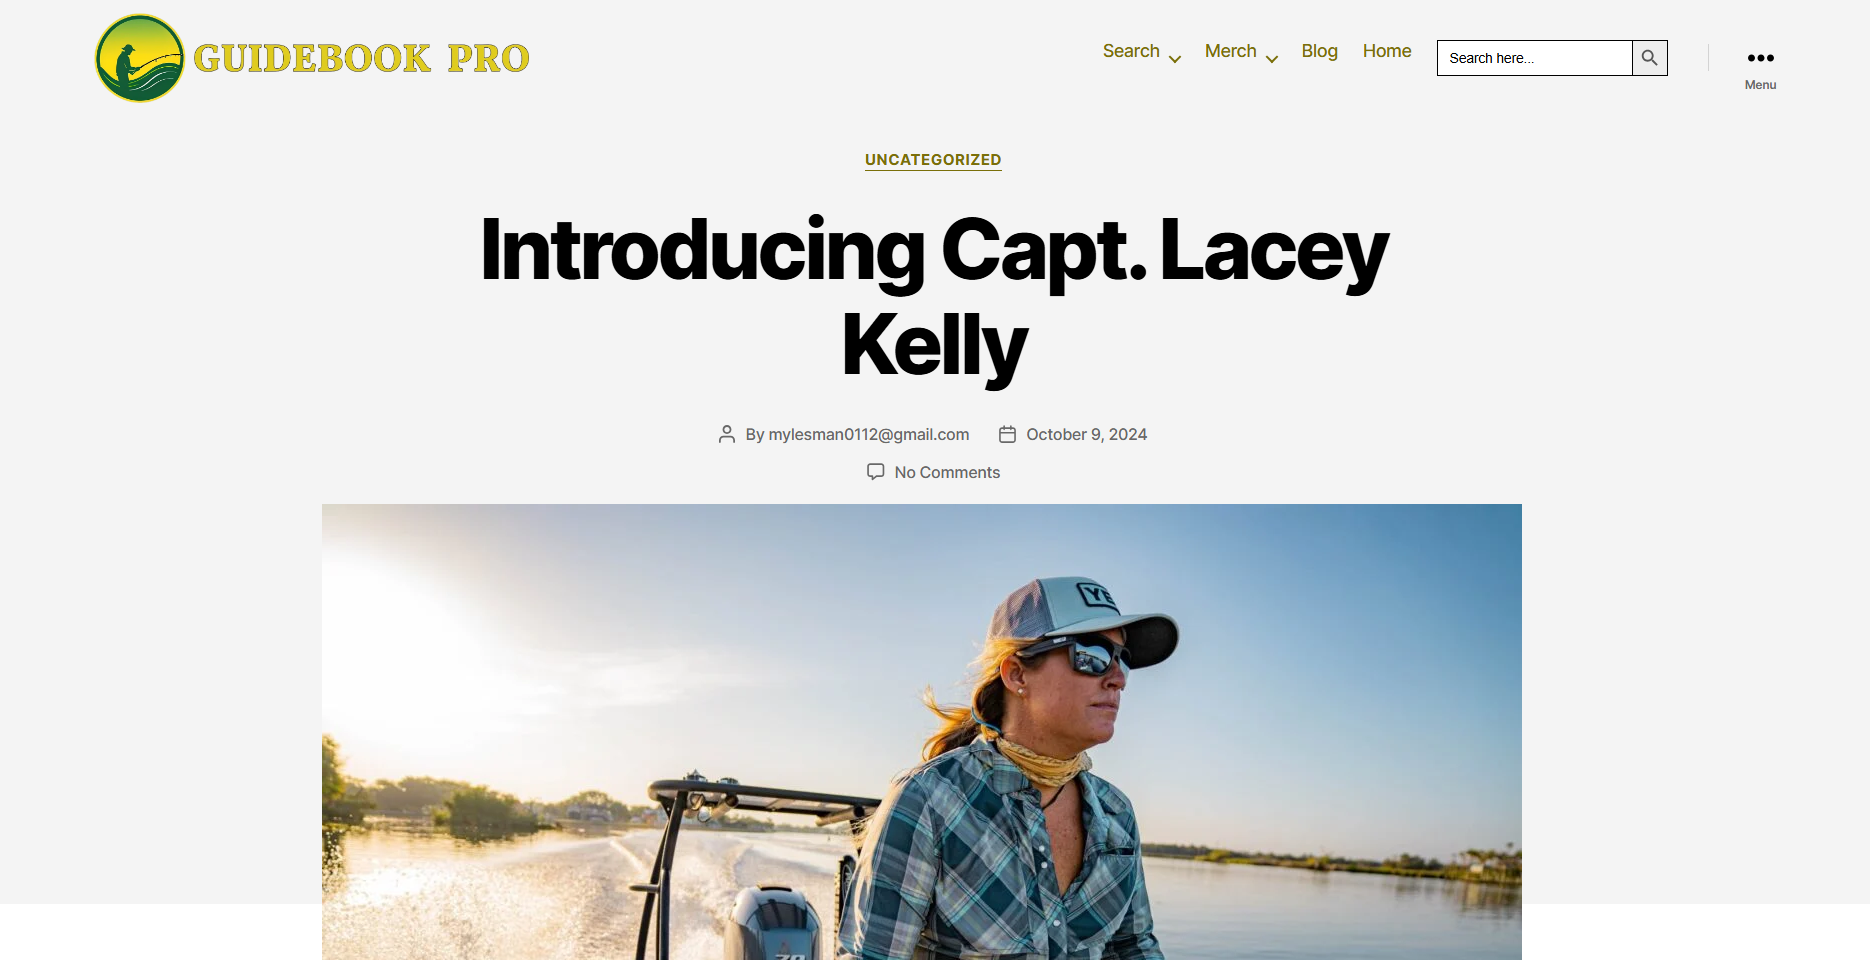 GUIDEBOOK PRO
Search Merch Blog Home Search here... Menu
UNCATEGORIZED
Introducing Capt. Lacey
Kelly
By mylesman0112@gmail.com October 9, 2024
No Comments